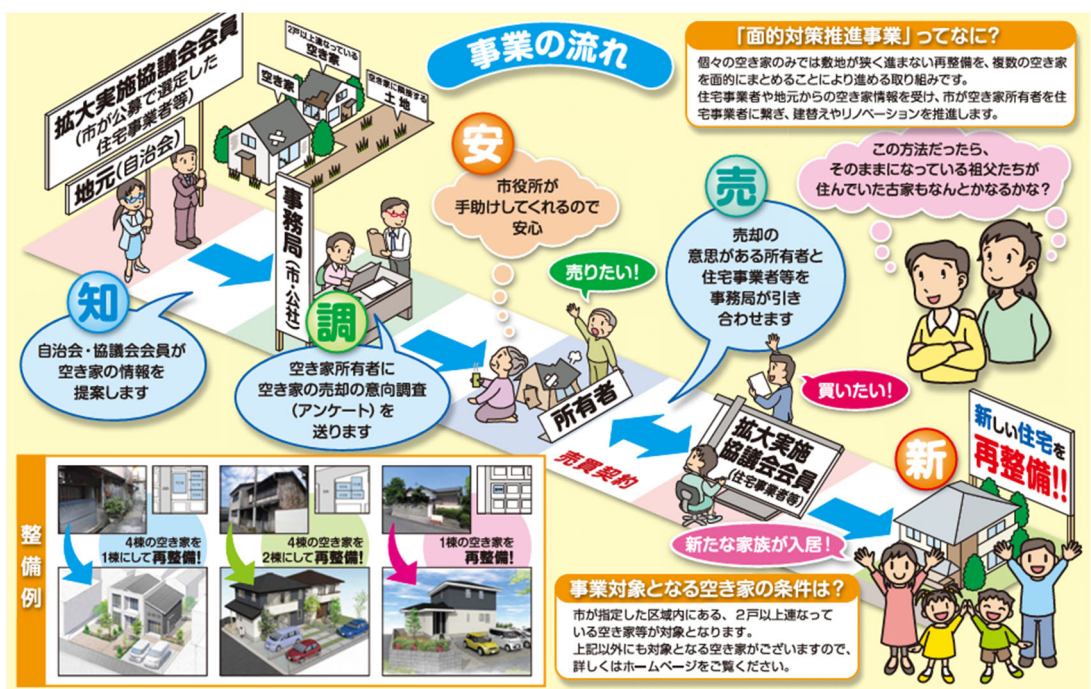 事業の流れ
「面的対策推進事業」ってなに?
個々の空き家のみでは敷地が狭く進まない再整備を、複数の空き家
を面的にまとめることにより進める取り組みです。
住宅事業者や地元からの空き家情報を受け、市が空き家所有者を住
宅事業者に繋ぎ、建替えやリノベーションを推進します。
拡大実施協議会会員
(市が公募で選定した
住宅事業者等)
地元(自治会)
2戸以上連なっている
空き家
空き家
空き家に隣接する
土地
知
自治会・協議会会員が
空き家の情報を
提案します
事務局(市・公社)
調
空き家所有者に
空き家の売却の意向調査
(アンケート)を
送ります
安
市役所が
手助けしてくれるので
安心
売りたい!
所有者
売
売却の
意思がある所有者と
住宅事業者等を
事務局が引き
合わせます
この方法だったら、
そのままになっている祖父たちが
住んでいた古家もなんとかなるかな?
買いたい!
売買契約
拡大実施
協議会会員
(住宅事業者等)
新
新しい住宅を
再整備!!
新たな家族が入居!
整備例
4棟の空き家を
1棟にして再整備!
4棟の空き家を
2棟にして再整備!
1棟の空き家を
再整備!
事業対象となる空き家の条件は?
市が指定した区域内にある、2戸以上連なって
いる空き家等が対象となります。
上記以外にも対象となる空き家がございますので、
詳しくはホームページをご覧ください。